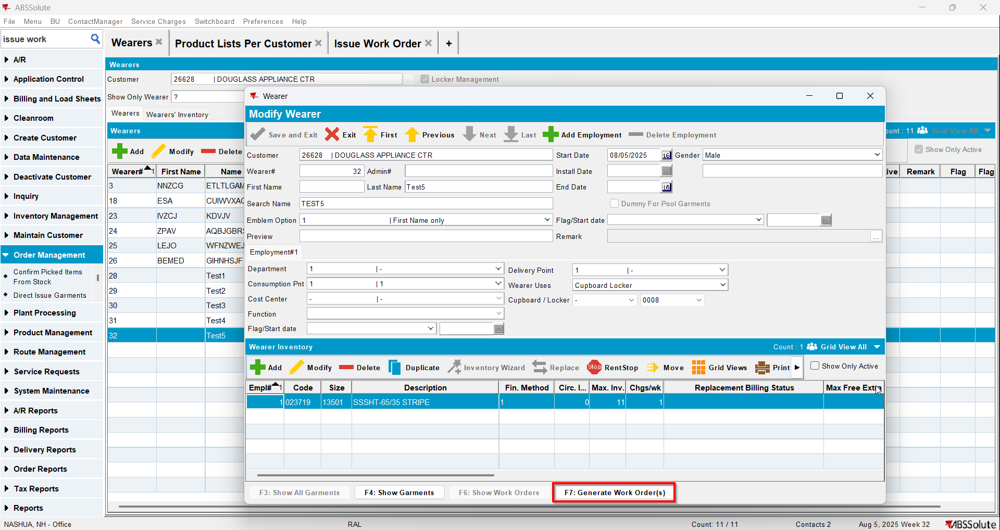 ABSSolute
File Menu BU ContactManager Service Charges Switchboard Preferences Help
issue work
Wearers Product Lists Per Customer Issue Work Order +
A/R
Application Control
Billing and Load Sheets
Cleanroom
Create Customer
Data Maintenance
Deactivate Customer
Inquiry
Inventory Management
Maintain Customer
Order Management
Confirm Picked Items From Stock
Direct Issue Garments
Plant Processing
Product Management
Route Management
Service Requests
System Maintenance
A/R Reports
Billing Reports
Delivery Reports
Order Reports
Tax Reports
Reports
Wearers
Customer 26628 | DOUGLASS APPLIANCE CTR ... Locker Management
Show Only Wearer ?
Wearers Wearers' Inventory
Wearers
ount : 11 Grid View All
Add Modify Delete
Show Only Active
Wearer# 1 First Name Name
ive Remark Flag Flag
3 NNZCG ETLTLGAM
18 ESA CUIWVXAC
23 IVZCJ KDVJV
24 ZPAV AQBJGBRS
25 LEJO WFNZWEJ
26 BEMED GIHNHSJF
28 Test1
29 Test2
30 Test3
31 Test4
32 Test5
Wearer
Modify Wearer
Save and Exit Exit First Previous Next Last Add Employment Delete Employment
Customer 26628 | DOUGLASS APPLIANCE CTR Start Date 08/05/2025 16 Gender Male
Wearer# 32 Admin# Install Date 16
First Name Last Name Test5 End Date 16
Search Name TEST5 Dummy For Pool Garments
Emblem Option 1 | First Name only Flag/Start date 16
Preview Remark ...
Employment#1
Department 1 | - Delivery Point 1 | -
Consumption Pnt 1 | 1 Wearer Uses Cupboard Locker
Cost Center - | - Cupboard / Locker - 0008
Function
Flag/Start date 16
Wearer Inventory Count : 1 Grid View All
Add Modify Delete Duplicate Inventory Wizard Replace Stop RentStop Move Grid Views Print Show Only Active
Empl# 1 Code Size Description Fin. Method Circ. I... Max. Inv. Chgs/wk Replacement Billing Status Max Free Extra
1 023719 13501 SSSHT-65/35 STRIPE 1 0 11 1
F3: Show All Garments F4: Show Garments F6: Show Work Orders F7: Generate Work Order(s)
NASHUA, NH - Office RAL Count: 11 / 11 Contacts 2 Aug 5, 2025 Week 32 ABSSolute